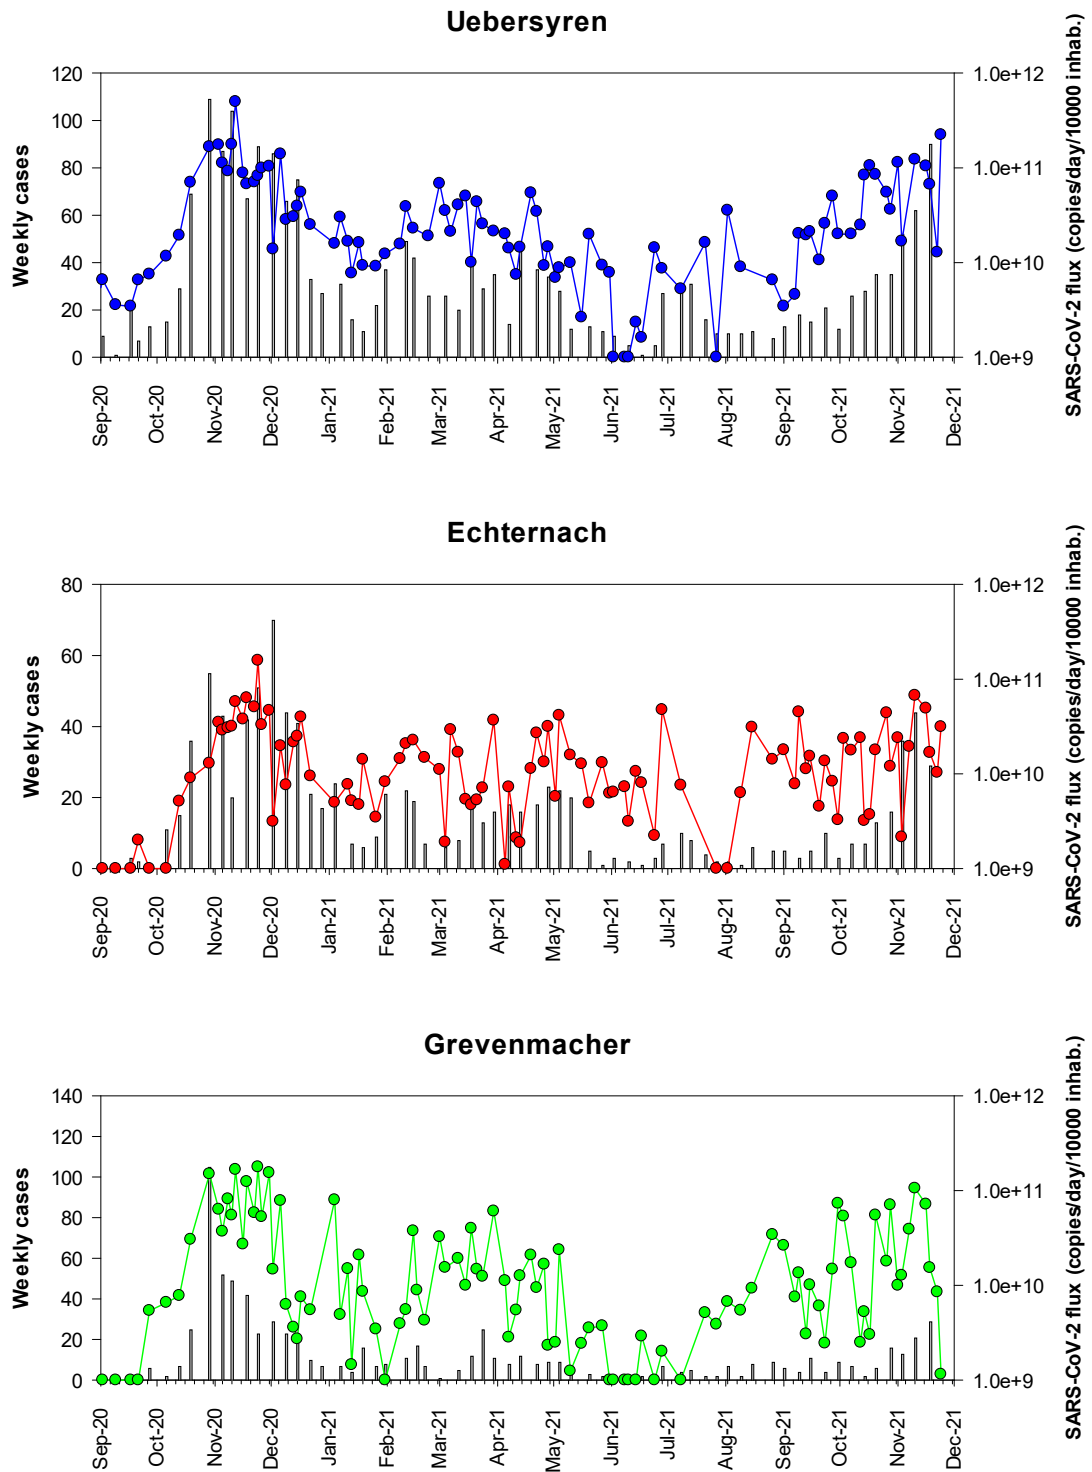 Uebersyren
Weekly cases
SARS-CoV-2 flux (copies/day/10000 inhab.)
120
100
80
60
40
20
0
1.0e+12
1.0e+11
1.0e+10
1.0e+9
Sep-20
Oct-20
Nov-20
Dec-20
Jan-21
Feb-21
Mar-21
Apr-21
May-21
Jun-21
Jul-21
Aug-21
Sep-21
Oct-21
Nov-21
Dec-21
Echternach
Weekly cases
SARS-CoV-2 flux (copies/day/10000 inhab.)
80
60
40
20
0
1.0e+12
1.0e+11
1.0e+10
1.0e+9
Sep-20
Oct-20
Nov-20
Dec-20
Jan-21
Feb-21
Mar-21
Apr-21
May-21
Jun-21
Jul-21
Aug-21
Sep-21
Oct-21
Nov-21
Dec-21
Grevenmacher
Weekly cases
SARS-CoV-2 flux (copies/day/10000 inhab.)
140
120
100
80
60
40
20
0
1.0e+12
1.0e+11
1.0e+10
1.0e+9
Sep-20
Oct-20
Nov-20
Dec-20
Jan-21
Feb-21
Mar-21
Apr-21
May-21
Jun-21
Jul-21
Aug-21
Sep-21
Oct-21
Nov-21
Dec-21